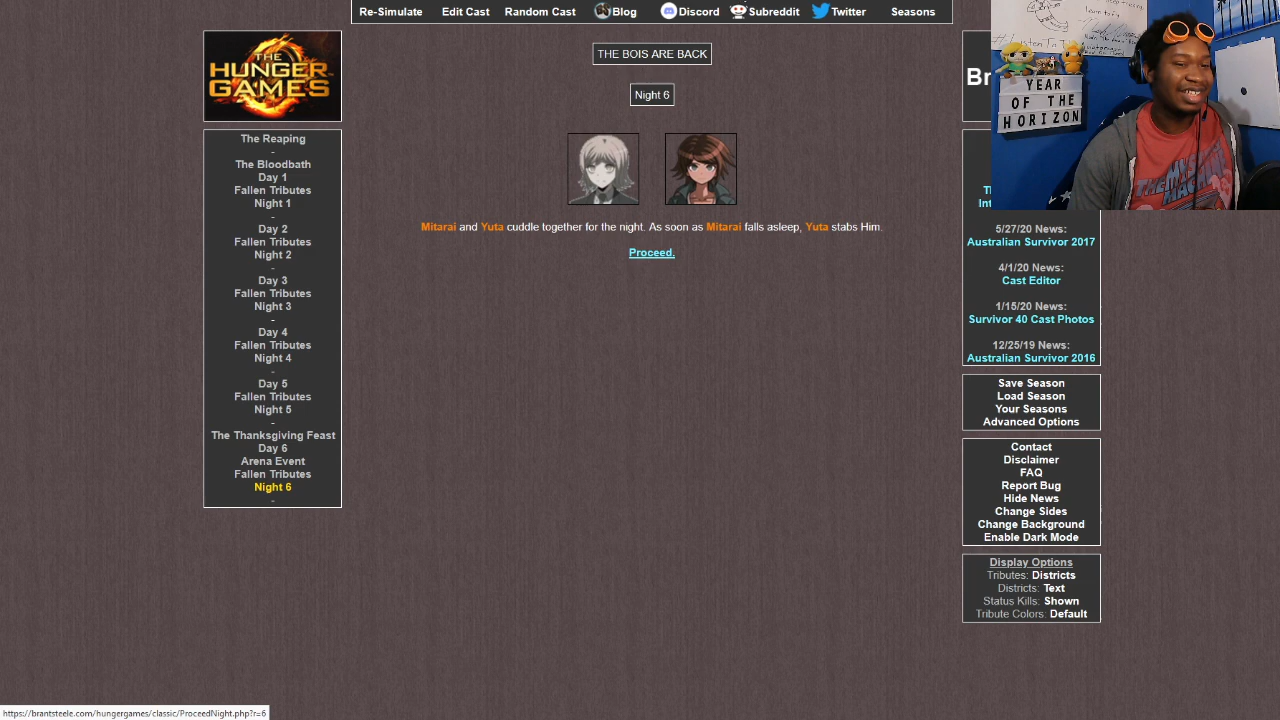 Re-Simulate
Edit Cast
Random Cast
Blog
Discord
Subreddit
Twitter
Seasons
THE HUNGER GAMES
THE BOIS ARE BACK
Night 6
Mitarai and Yuta cuddle together for the night. As soon as Mitarai falls asleep, Yuta stabs Him.
Proceed.
The Reaping
-
The Bloodbath
Day 1
Fallen Tributes
Night 1
-
Day 2
Fallen Tributes
Night 2
-
Day 3
Fallen Tributes
Night 3
-
Day 4
Fallen Tributes
Night 4
-
Day 5
Fallen Tributes
Night 5
-
The Thanksgiving Feast
Day 6
Arena Event
Fallen Tributes
Night 6
-
YEAR
OF THE
HORIZON
5/27/20 News:
Australian Survivor 2017
4/1/20 News:
Cast Editor
1/15/20 News:
Survivor 40 Cast Photos
12/25/19 News:
Australian Survivor 2016
Save Season
Load Season
Your Seasons
Advanced Options
Contact
Disclaimer
FAQ
Report Bug
Hide News
Change Sides
Change Background
Enable Dark Mode
Display Options
Tributes: Districts
Districts: Text
Status Kills: Shown
Tribute Colors: Default
https://brantsteele.com/hungergames/classic/ProceedNight.php?r=6